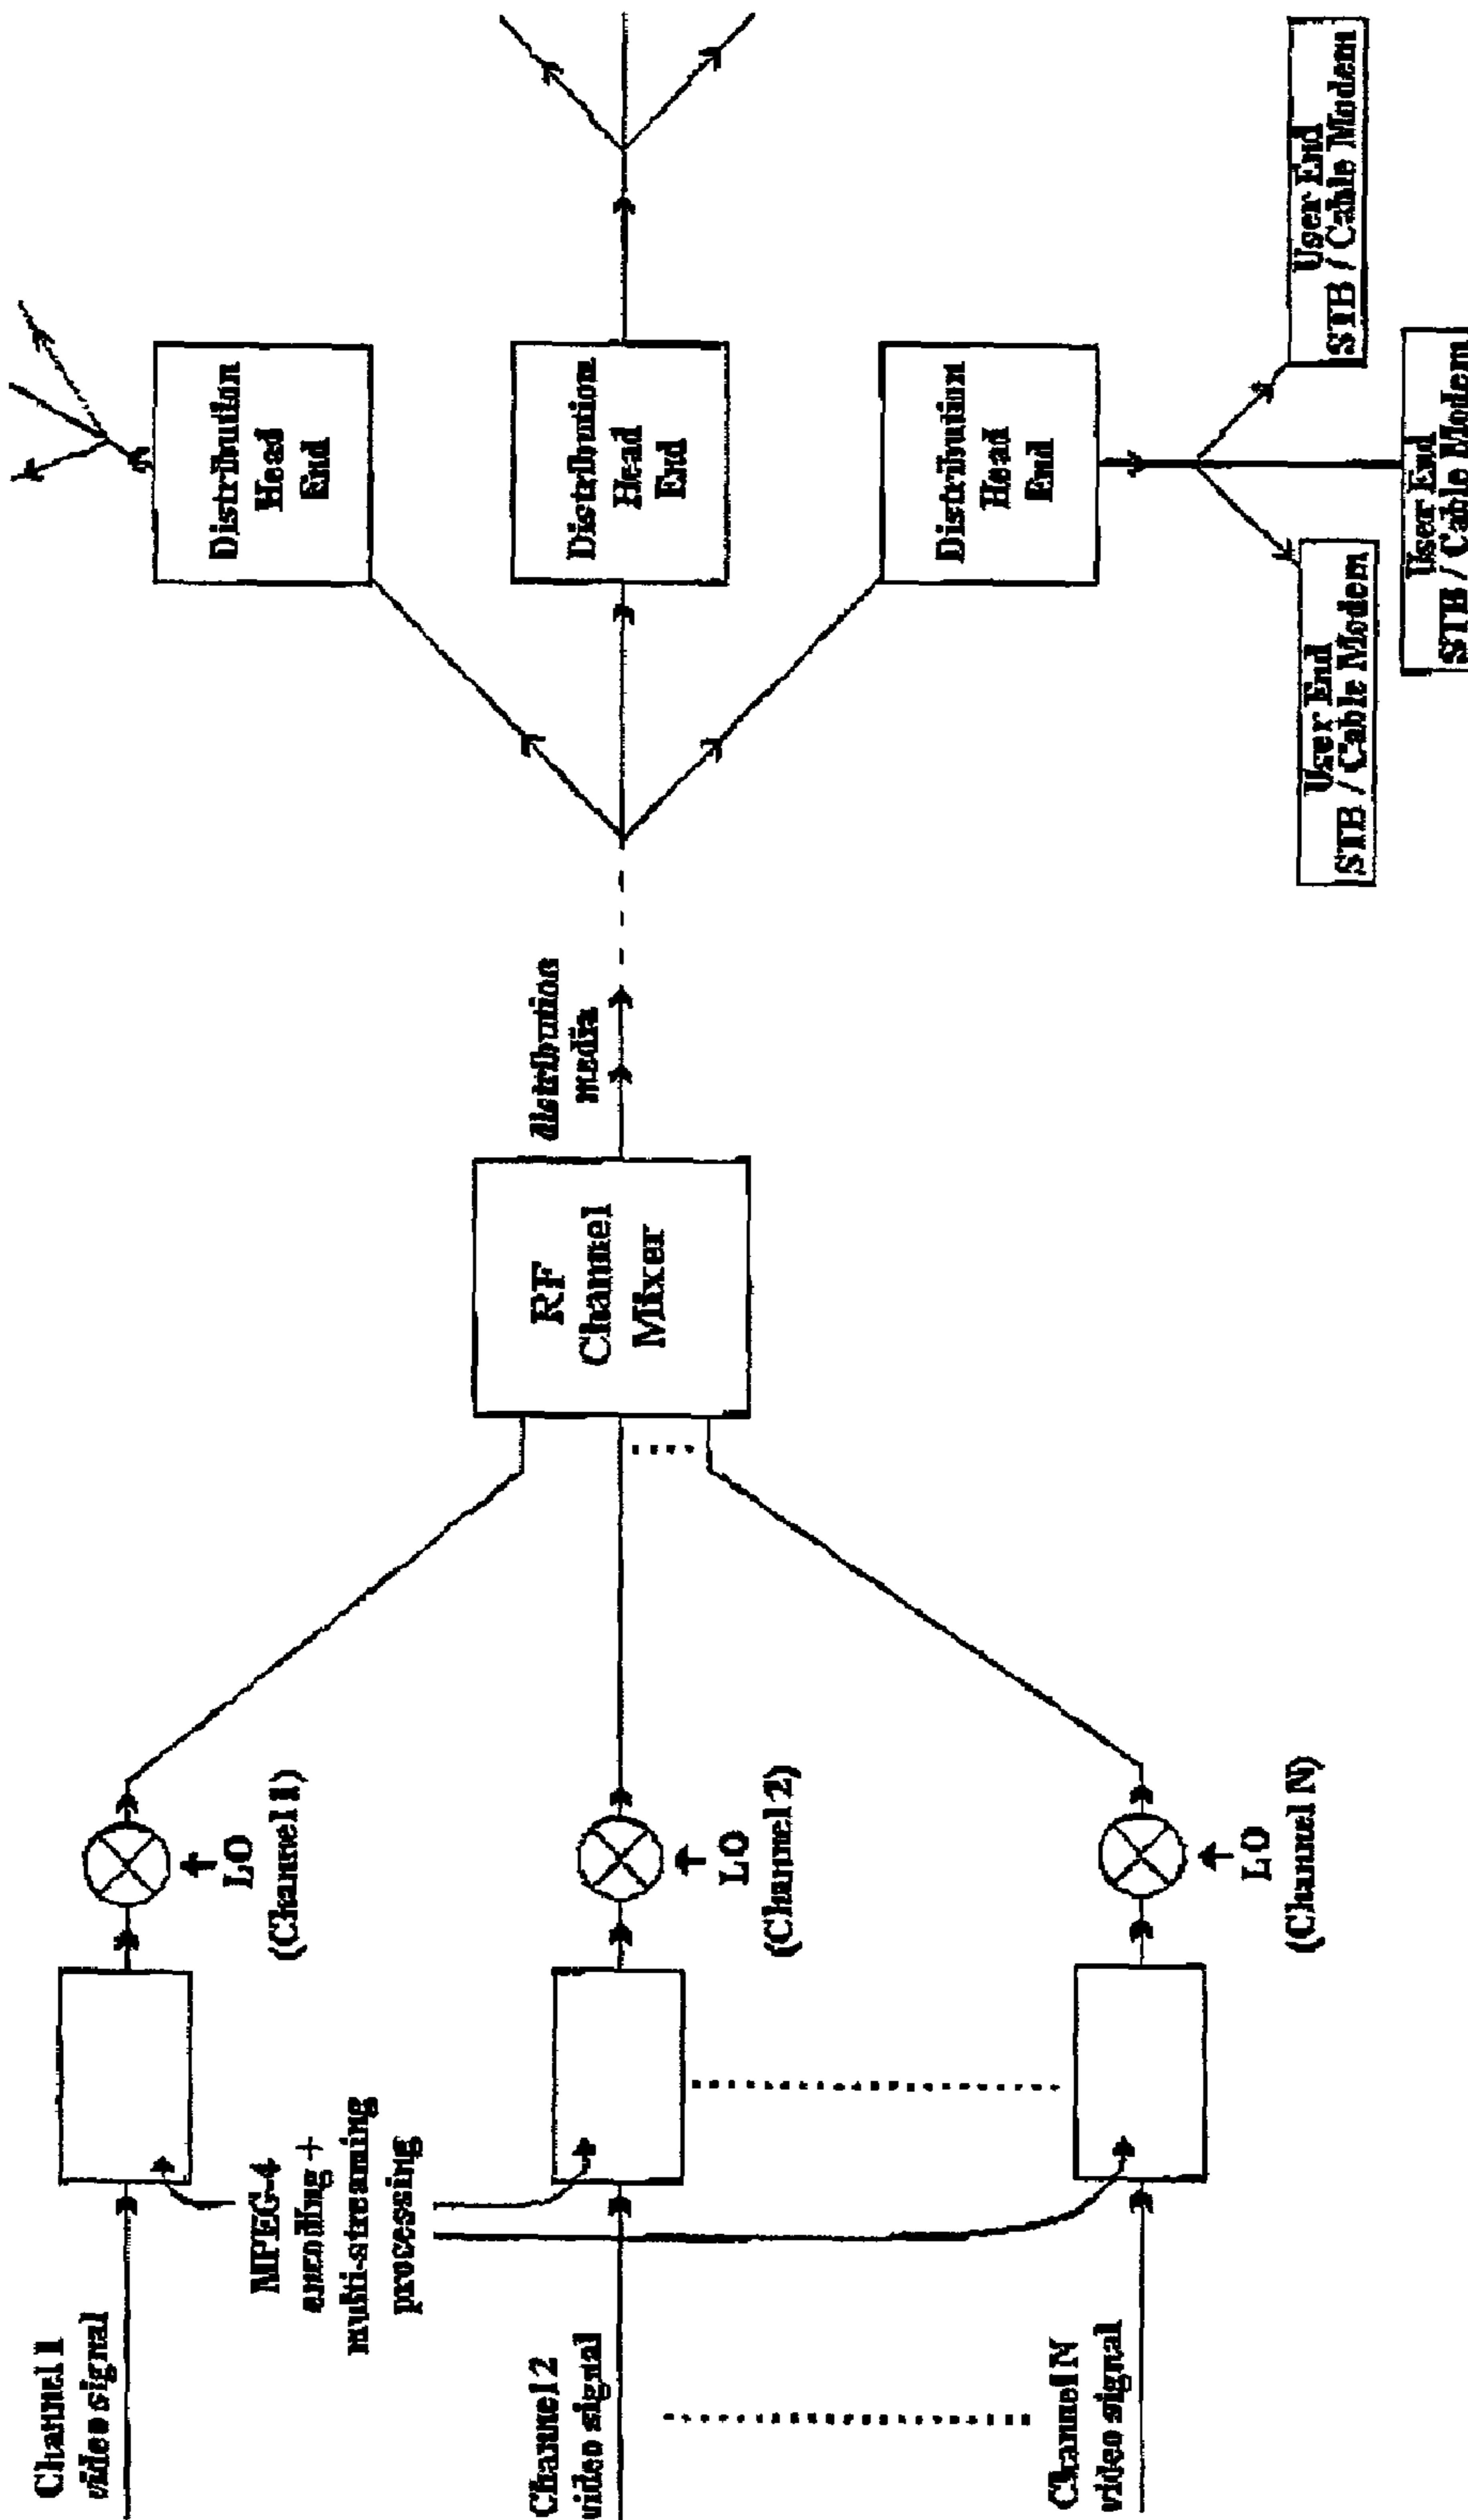 Channel 1
video signal
MPEG-4
encoding +
multi-streaming
processing
LO
(Channel 1)
Channel 2
video signal
LO
(Channel 2)
Channel N
video signal
LO
(Channel N)
RF
Channel
Mixer
distribution
media
Distribution
Head
End
Distribution
Head
End
Distribution
Head
End
User End
STB / Cable Modem
User End
STB / Cable Modem
User End
STB / Cable Modem